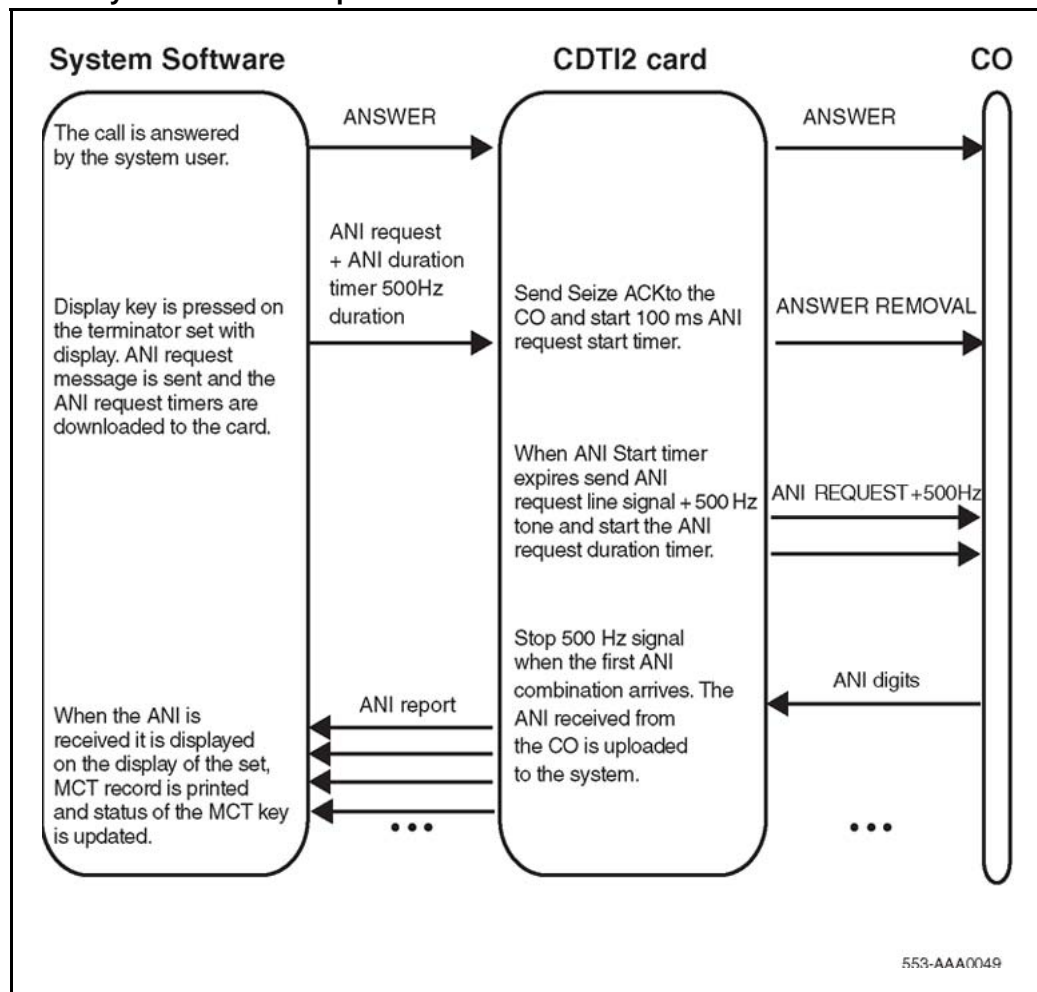 System Software
CDTI2 card
CO
The call is answered
by the system user.
ANSWER
ANSWER
ANI request
+ ANI duration
timer 500Hz
duration
Display key is pressed on
the terminator set with
display. ANI request
message is sent and the
ANI request timers are
downloaded to the card.
Send Seize ACKto the
CO and start 100 ms ANI
request start timer.
ANSWER REMOVAL
When ANI Start timer
expires send ANI
request line signal + 500 Hz
tone and start the ANI
request duration timer.
ANI REQUEST+500Hz
Stop 500 Hz signal
when the first ANI
combination arrives. The
ANI received from
the CO is uploaded
to the system.
ANI digits
ANI report
When the ANI is
received it is displayed
on the display of the set,
MCT record is printed
and status of the MCT key
is updated.
•••
•••
553-AAA0049